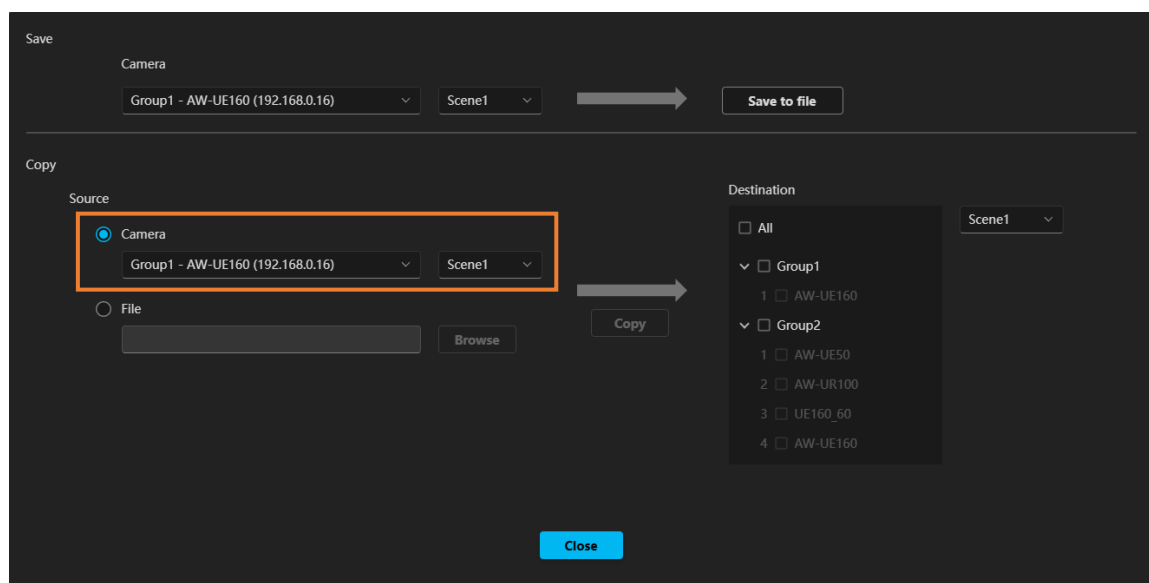 Save
Camera
Group1 - AW-UE160 (192.168.0.16)
Scene1
Save to file
Copy
Source
Camera
Group1 - AW-UE160 (192.168.0.16)
Scene1
File
Browse
Copy
Destination
All
Scene1
Group1
1 AW-UE160
Group2
1 AW-UE50
2 AW-UR100
3 UE160_60
4 AW-UE160
Close